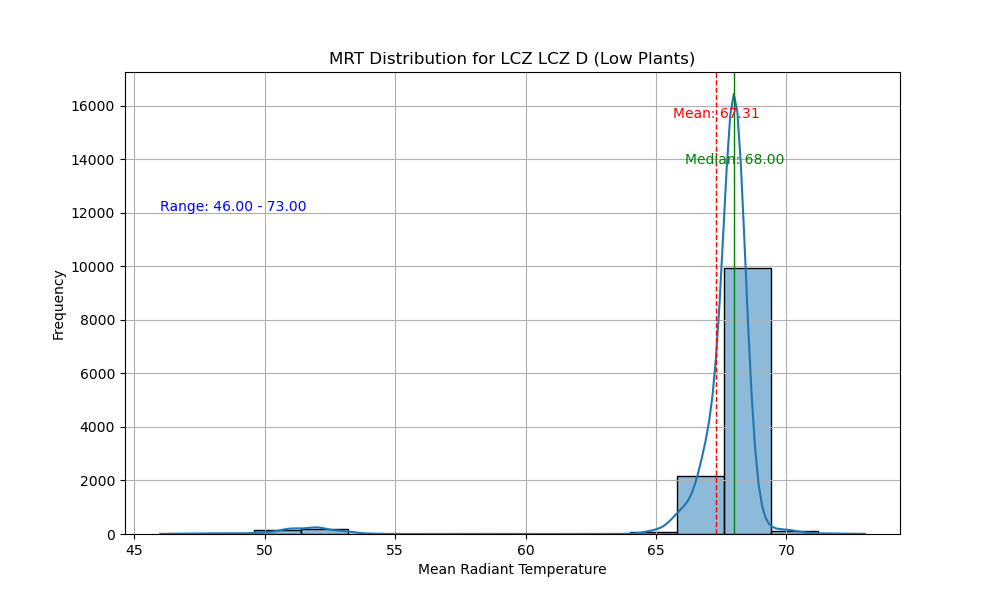 MRT Distribution for LCZ LCZ D (Low Plants)
16000
14000
12000
10000
8000
6000
4000
2000
0
Frequency
Mean: 67.31
Median: 68.00
Range: 46.00 - 73.00
45
50
55
60
65
70
Mean Radiant Temperature